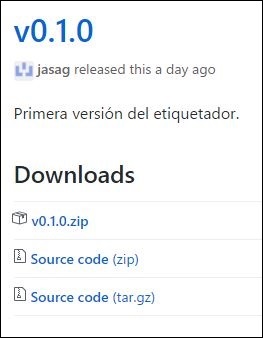 v0.1.0
jasag released this a day ago
Primera versión del etiquetador.
Downloads
v0.1.0.zip
Source code (zip)
Source code (tar.gz)